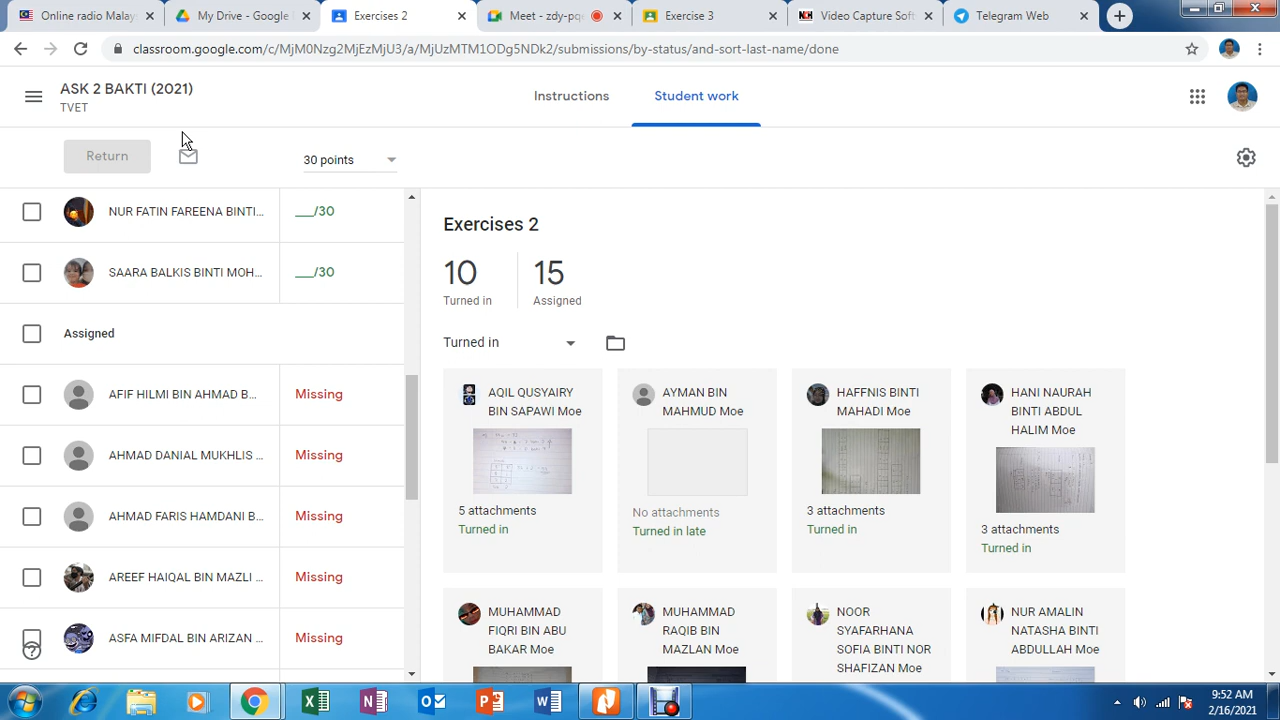 Online radio Malay
My Drive - Google
Exercises 2
Meet - zdy-pqe
Exercise 3
Video Capture Soft
Telegram Web
classroom.google.com/c/MjM0Nzg2MjEzMjU3/a/MjUzMTM1ODg5NDk2/submissions/by-status/and-sort-last-name/done
ASK 2 BAKTI (2021)
TVET
Instructions
Student work
Return
30 points
NUR FATIN FAREENA BINTI...
___/30
SAARA BALKIS BINTI MOH...
___/30
Assigned
AFIF HILMI BIN AHMAD B...
Missing
AHMAD DANIAL MUKHLIS ...
Missing
AHMAD FARIS HAMDANI B...
Missing
AREEF HAIQAL BIN MAZLI ...
Missing
ASFA MIFDAL BIN ARIZAN ...
Missing
Exercises 2
10
Turned in
15
Assigned
Turned in
AQIL QUSYAIRY
BIN SAPAWI Moe
5 attachments
Turned in
AYMAN BIN
MAHMUD Moe
No attachments
Turned in late
HAFFNIS BINTI
MAHADI Moe
3 attachments
Turned in
HANI NAURAH
BINTI ABDUL
HALIM Moe
3 attachments
Turned in
MUHAMMAD
FIQRI BIN ABU
BAKAR Moe
MUHAMMAD
RAQIB BIN
MAZLAN Moe
NOOR
SYAFARHANA
SOFIA BINTI NOR
SHAFIZAN Moe
NUR AMALIN
NATASHA BINTI
ABDULLAH Moe
9:52 AM
2/16/2021